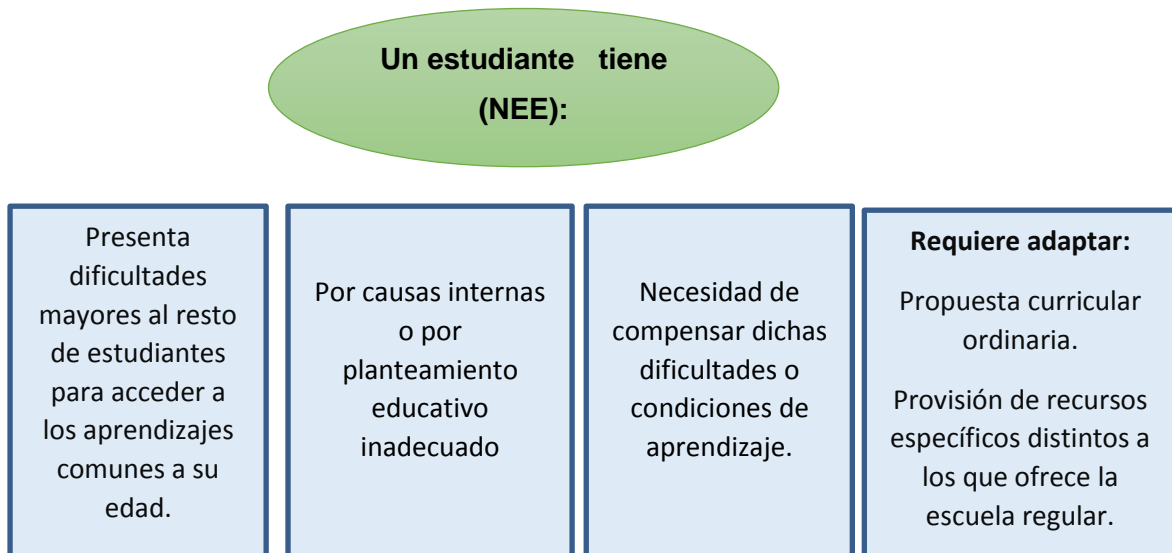 Un estudiante tiene
(NEE):
Presenta
dificultades
mayores al resto
de estudiantes
para acceder a
los aprendizajes
comunes a su
edad.
Por causas internas
o por
planteamiento
educativo
inadecuado
Necesidad de
compensar dichas
dificultades o
condiciones de
aprendizaje.
Requiere adaptar:
Propuesta curricular
ordinaria.
Provisión de recursos
específicos distintos a
los que ofrece la
escuela regular.